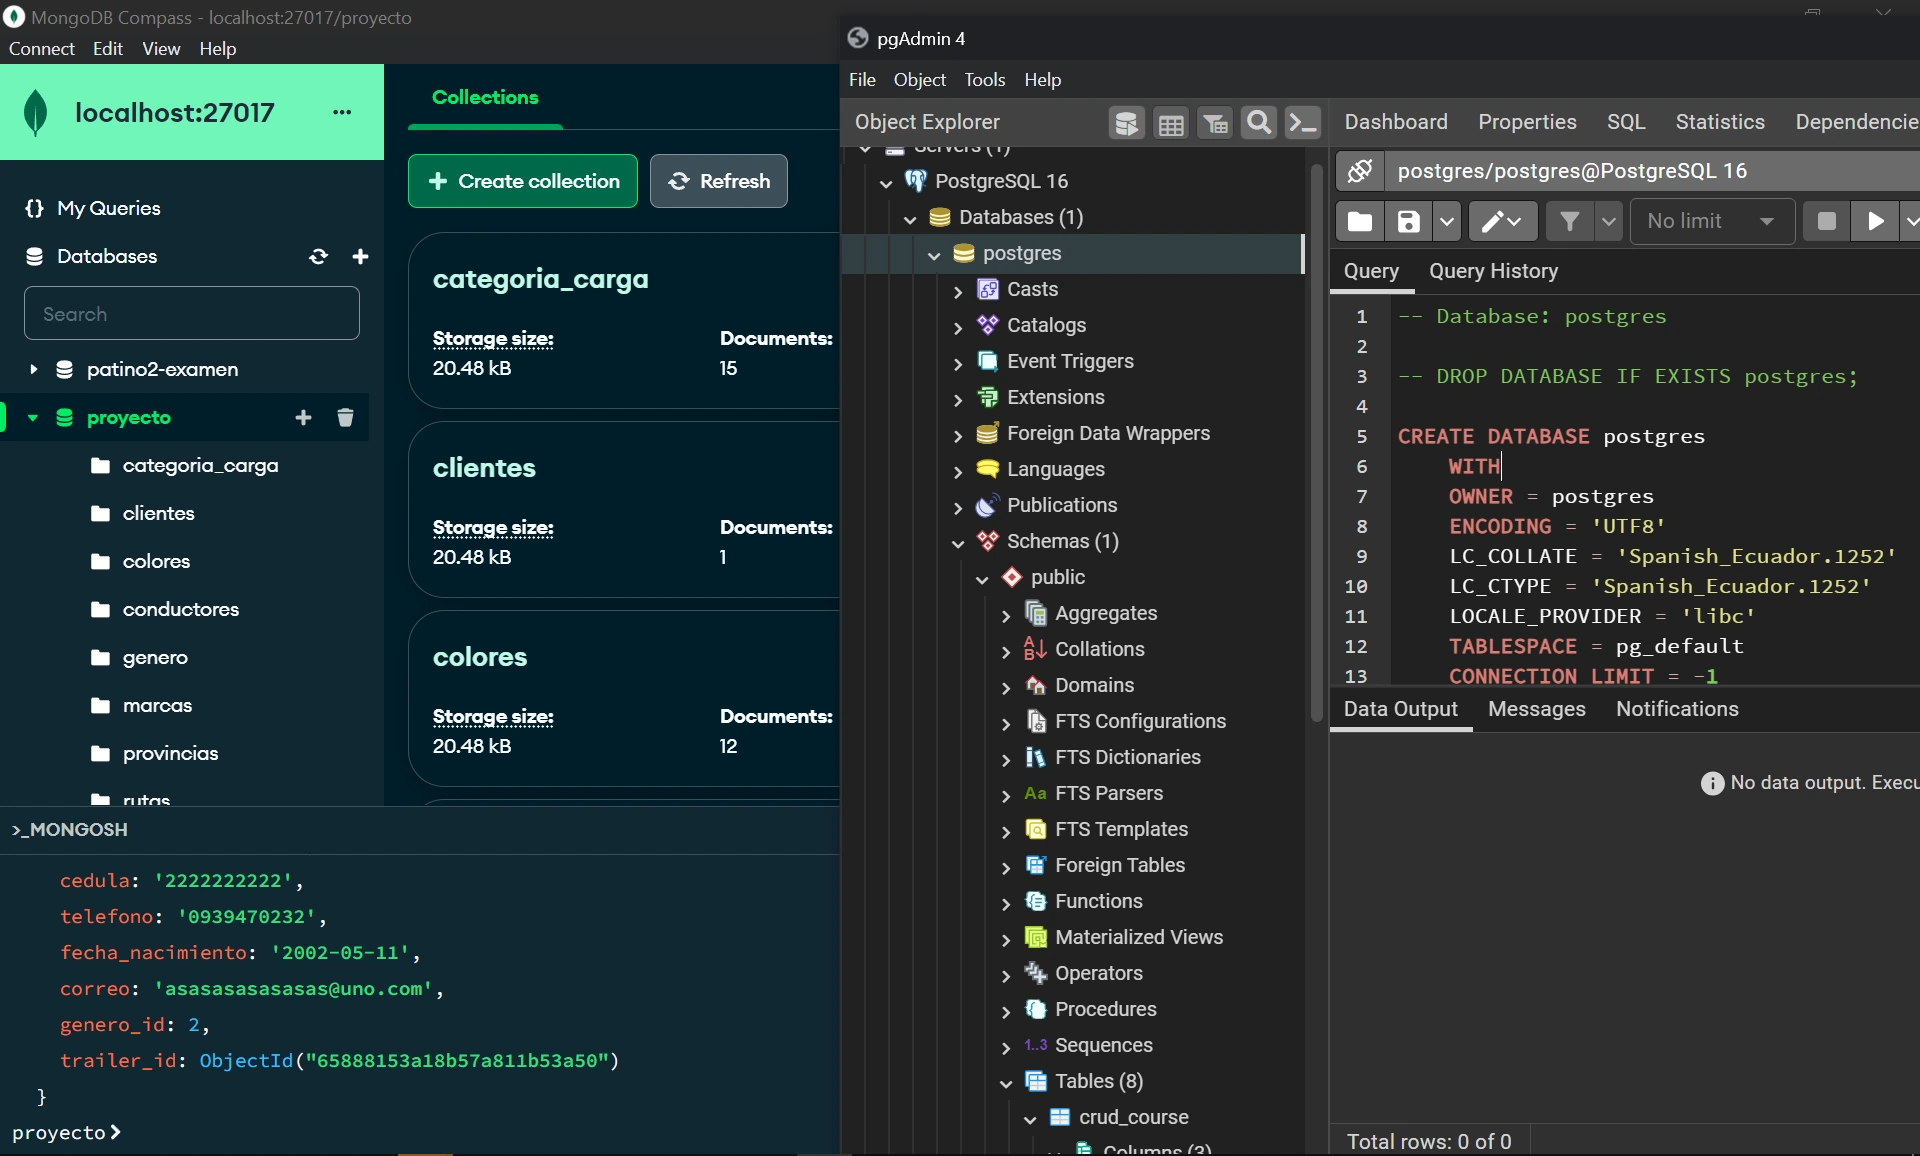 MongoDB Compass - localhost:27017/proyecto
Connect Edit View Help
localhost:27017
My Queries
Databases
Search
patino2-examen
proyecto
categoria_carga
clientes
colores
conductores
genero
marcas
provincias
rutas
Collections
Create collection
Refresh
categoria_carga
Storage size: Documents:
20.48 kB 15
clientes
Storage size: Documents:
20.48 kB 1
colores
Storage size: Documents:
20.48 kB 12
>_MONGOSH
cedula: '2222222222',
telefono: '0939470232',
fecha_nacimiento: '2002-05-11',
correo: 'asasasasasasas@uno.com',
genero_id: 2,
trailer_id: ObjectId("65888153a18b57a811b53a50")
}
proyecto>
pgAdmin 4
File Object Tools Help
Object Explorer
Servers (1)
PostgreSQL 16
Databases (1)
postgres
Casts
Catalogs
Event Triggers
Extensions
Foreign Data Wrappers
Languages
Publications
Schemas (1)
public
Aggregates
Collations
Domains
FTS Configurations
FTS Dictionaries
Aa FTS Parsers
FTS Templates
Foreign Tables
Functions
Materialized Views
Operators
Procedures
1..3 Sequences
Tables (8)
crud_course
Columns (3)
Dashboard Properties SQL Statistics Dependencie
postgres/postgres@PostgreSQL 16
No limit
Query Query History
1 -- Database: postgres
2
3 -- DROP DATABASE IF EXISTS postgres;
4
5 CREATE DATABASE postgres
6 WITH
7 OWNER = postgres
8 ENCODING = 'UTF8'
9 LC_COLLATE = 'Spanish_Ecuador.1252'
10 LC_CTYPE = 'Spanish_Ecuador.1252'
11 LOCALE_PROVIDER = 'libc'
12 TABLESPACE = pg_default
13 CONNECTION LIMIT = -1
Data Output Messages Notifications
No data output. Execu
Total rows: 0 of 0